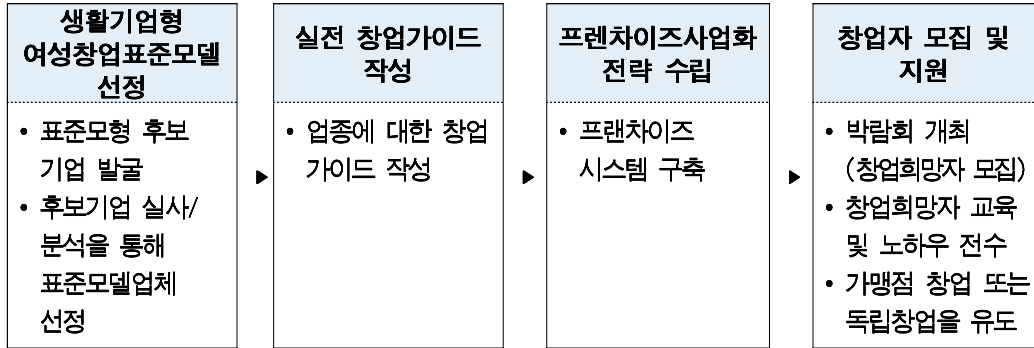 생활기업형
여성창업표준모델
선정
• 표준모형 후보
기업 발굴
• 후보기업 실사/
분석을 통해
표준모델업체
선정
▶
실전 창업가이드
작성
• 업종에 대한 창업
가이드 작성
▶
프렌차이즈사업화
전략 수립
• 프랜차이즈
시스템 구축
▶
창업자 모집 및
지원
• 박람회 개최
(창업희망자 모집)
• 창업희망자 교육
및 노하우 전수
• 가맹점 창업 또는
독립창업을 유도